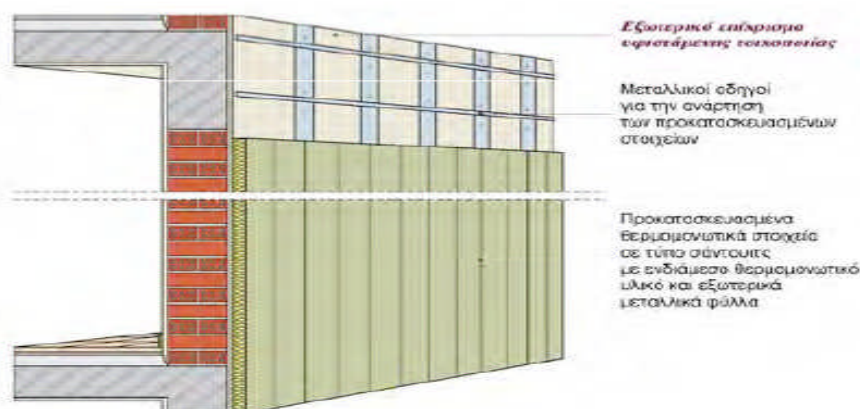 Εξωτερικό επίχρισμα
υφιστάμενης τοιχοποιίας
Μεταλλικοί οδηγοί
για την ανάρτηση
των προκατασκευασμένων
στοιχείων
Προκατασκευασμένα
θερμομονωτικά στοιχεία
σε τύπο σάντουιτς
με ενδιάμεσο θερμομονωτικό
υλικό και εξωτερικά
μεταλλικά φύλλα